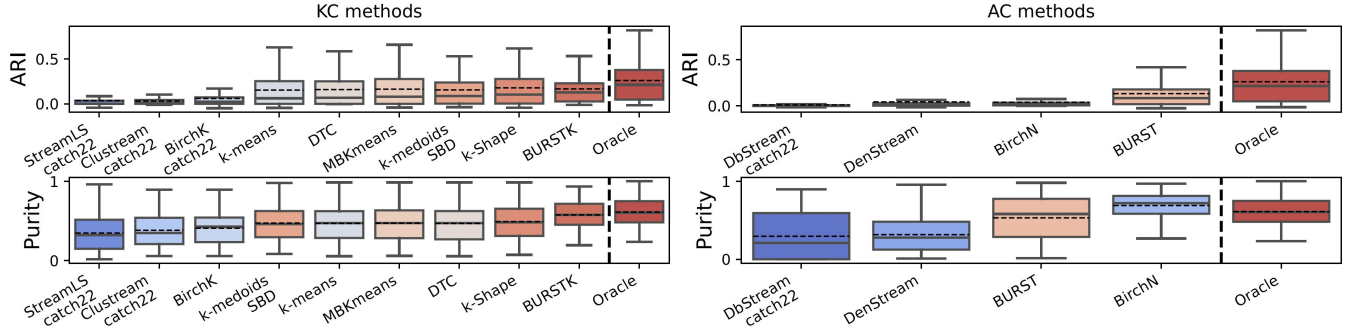 KC methods
ARI
0.5
0.0
StreamLS
catch22
Clustream
catch22
BirchK
catch22
k-means
DTC
MBKmeans
k-medoids
SBD
k-Shape
BURSTK
Oracle
AC methods
ARI
0.5
0.0
DbStream
catch22
DenStream
BirchN
BURST
Oracle
Purity
1
0
StreamLS
catch22
Clustream
catch22
BirchK
k-medoids
SBD
k-means
MBKmeans
DTC
k-Shape
BURSTK
Oracle
Purity
1
0
DbStream
catch22
DenStream
BURST
BirchN
Oracle